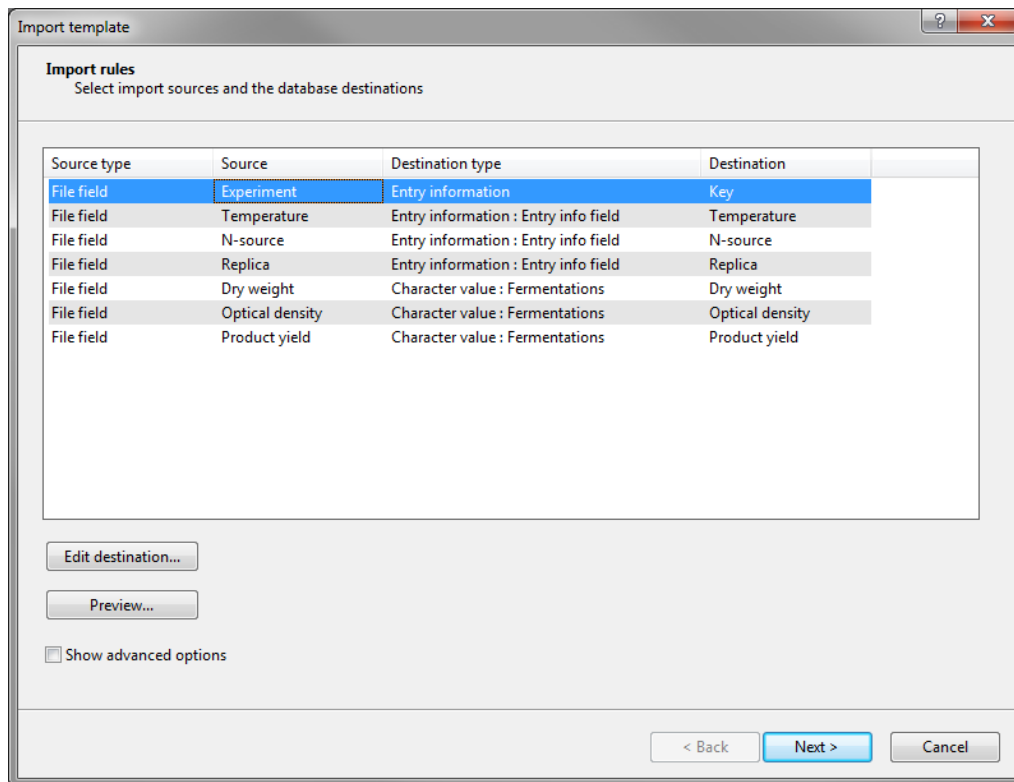 Import template
Import rules
Select import sources and the database destinations
Source type Source Destination type Destination
File field Experiment Entry information Key
File field Temperature Entry information : Entry info field Temperature
File field N-source Entry information : Entry info field N-source
File field Replica Entry information : Entry info field Replica
File field Dry weight Character value : Fermentations Dry weight
File field Optical density Character value : Fermentations Optical density
File field Product yield Character value : Fermentations Product yield
Edit destination...
Preview...
Show advanced options
< Back Next > Cancel